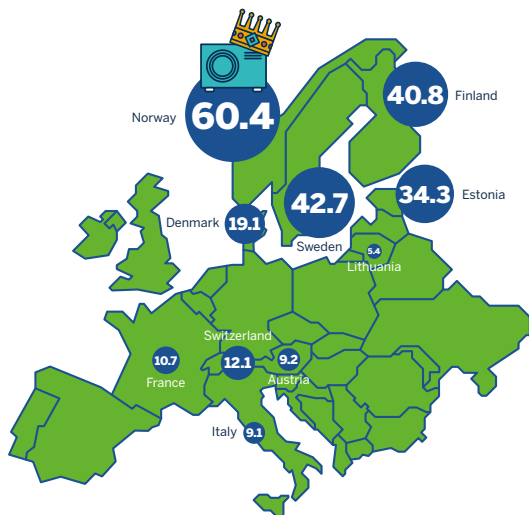 Norway
60.4
40.8
Finland
34.3
Estonia
Denmark
19.1
42.7
Sweden
5.4
Lithuania
Switzerland
12.1
10.7
France
9.2
Austria
Italy
9.1